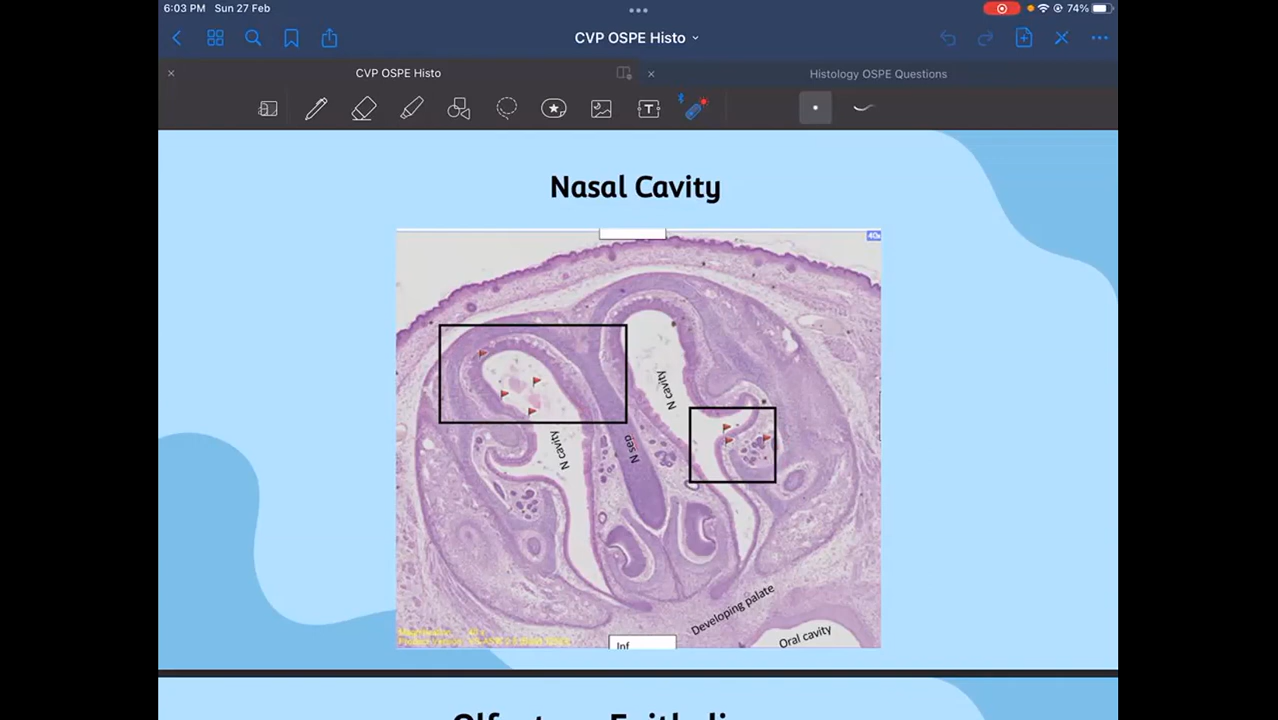 6:03 PM Sun 27 Feb
74%
CVP OSPE Histo
CVP OSPE Histo
Histology OSPE Questions
Nasal Cavity
40x
N cavity
N cavity
N sep
Developing palate
Oral cavity
Inf